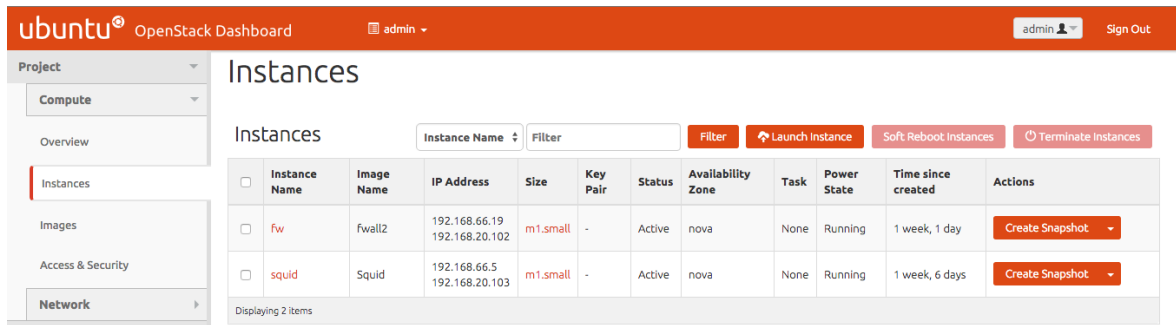 ubuntu® OpenStack Dashboard admin admin Sign Out
Project
Compute
Overview
Instances
Images
Access & Security
Network
Instances
Instances Instance Name Filter Filter Launch Instance Soft Reboot Instances Terminate Instances
Instance Name Image Name IP Address Size Key Pair Status Availability Zone Task Power State Time since created Actions
fw fwall2 192.168.66.19 192.168.20.102 m1.small - Active nova None Running 1 week, 1 day Create Snapshot
squid Squid 192.168.66.5 192.168.20.103 m1.small - Active nova None Running 1 week, 6 days Create Snapshot
Displaying 2 items